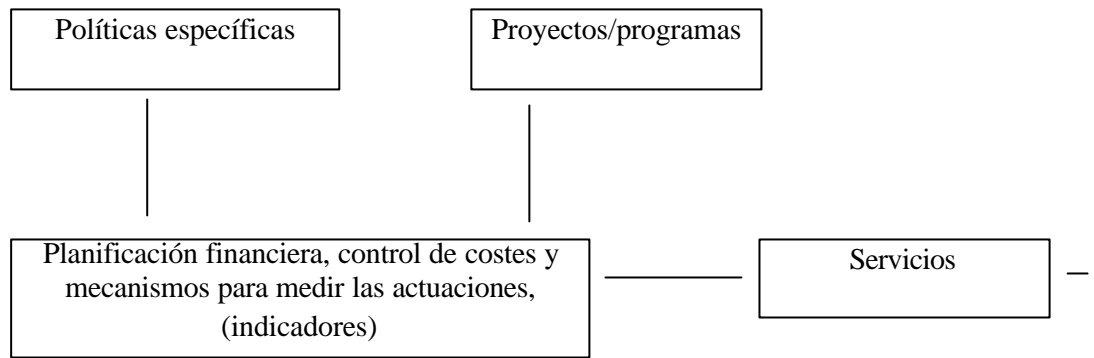 Políticas específicas
Proyectos/programas
Planificación financiera, control de costes y
mecanismos para medir las actuaciones,
(indicadores)
Servicios